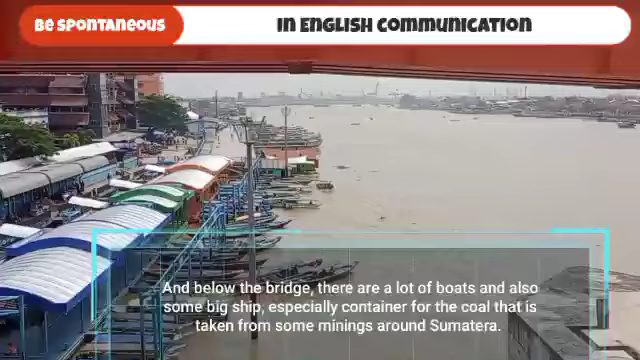 Be Spontaneous
in English Communication
And below the bridge, there are a lot of boats and also
some big ship, especially container for the coal that is
taken from some minings around Sumatera.